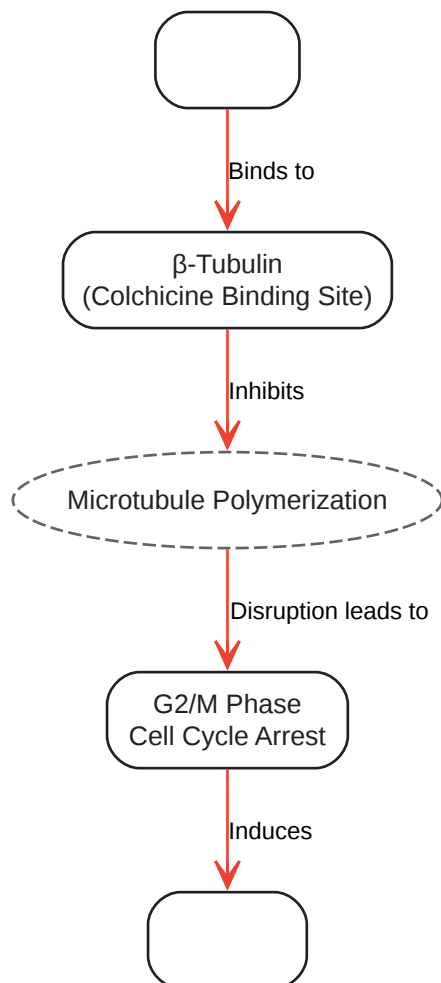 Binds to
β-Tubulin
(Colchicine Binding Site)
Inhibits
Microtubule Polymerization
Disruption leads to
G2/M Phase
Cell Cycle Arrest
Induces